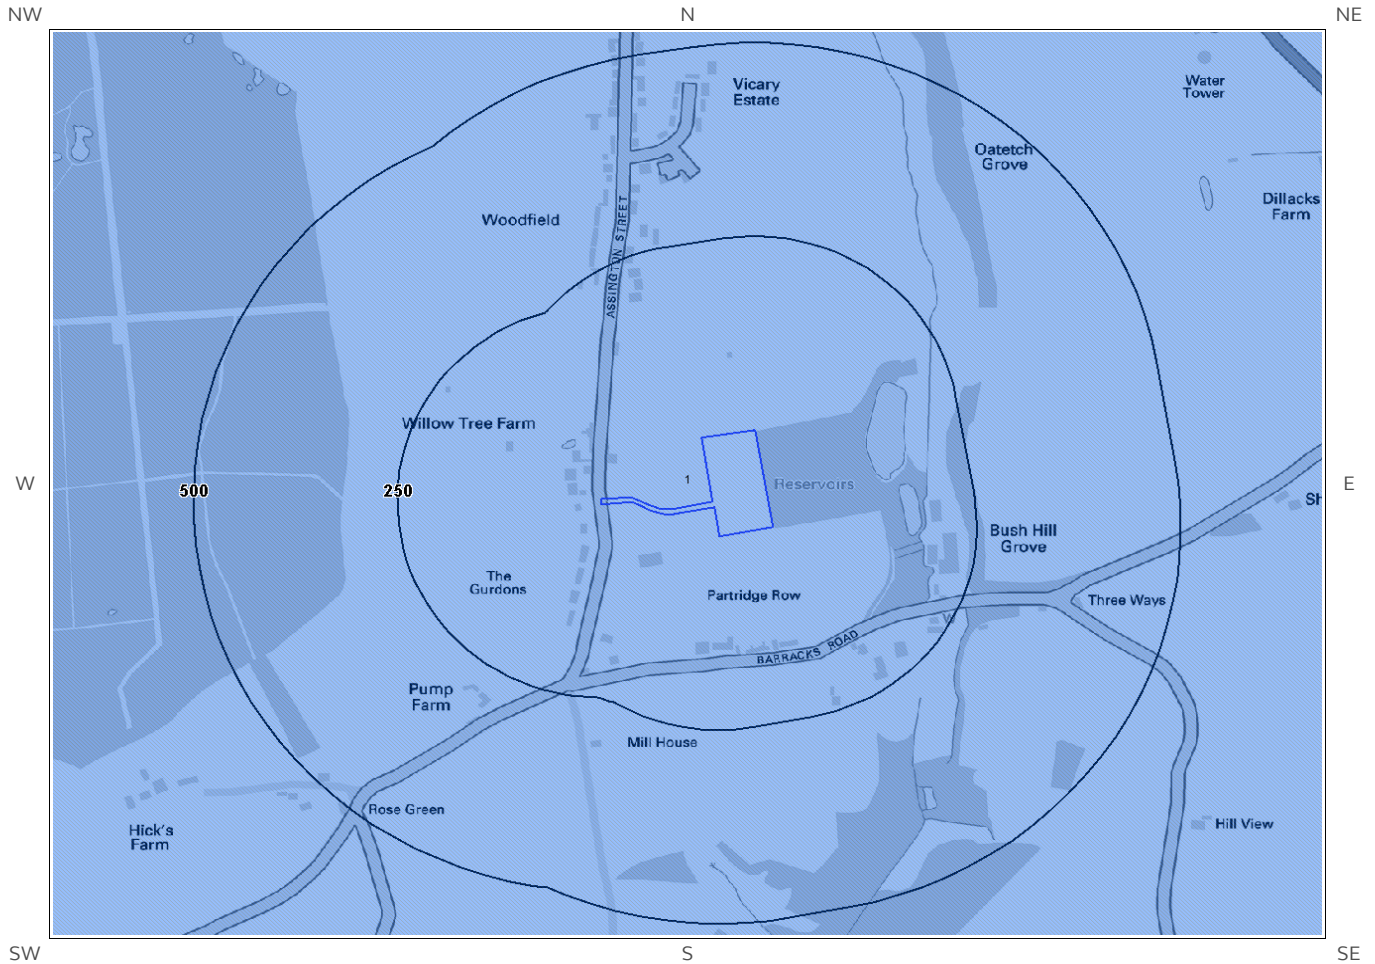 NW
N
NE
Vicary
Estate
Water
Tower
Oatetch
Grove
Dillacks
Farm
Woodfield
ASSINGTON STREET
Willow Tree Farm
W
500
250
1
Reservoirs
E
Sh
Bush Hill
Grove
The
Gurdons
Partridge Row
Three Ways
W
BARRACKS ROAD
Pump
Farm
Mill House
Rose Green
Hick's
Farm
Hill View
SW
S
SE